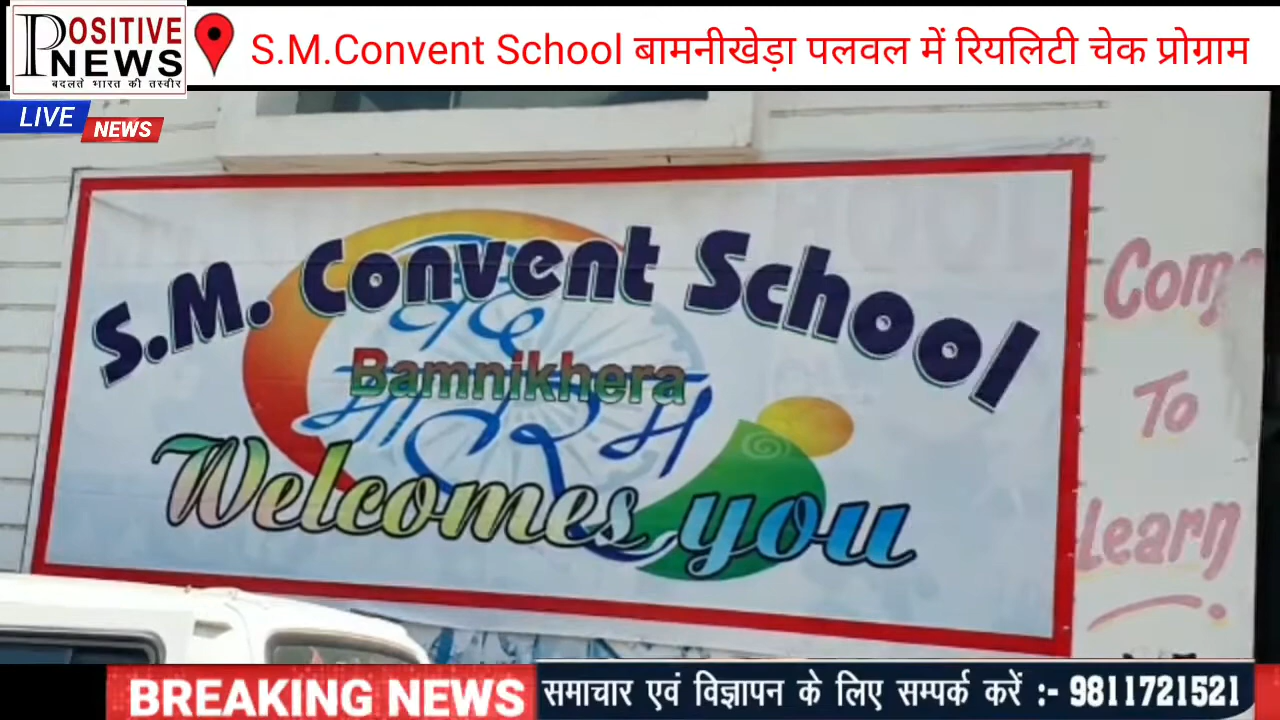 POSITIVE
NEWS
बदलते भारत की तस्वीर
S.M.Convent School बामनीखेड़ा पलवल में रियलिटी चेक प्रोग्राम
LIVE
NEWS
S.M. Convent School
वंदे
Bamnikhera
मातरम
Welcomes you
Come
To
Learn
BREAKING NEWS
समाचार एवं विज्ञापन के लिए सम्पर्क करें :- 9811721521